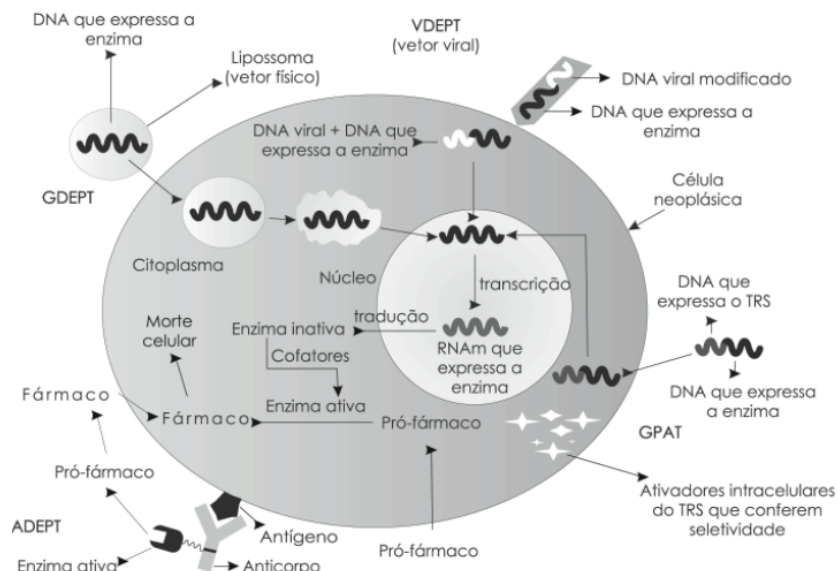 DNA que expressa a
enzima
Lipossoma
(vetor físico)
VDEPT
(vetor viral)
DNA viral modificado
DNA que expressa a
enzima
DNA viral + DNA que
expressa a enzima
GDEPT
Célula
neoplásica
Citoplasma
Núcleo
transcrição
DNA que
expressa o TRS
Morte
celular
Enzima inativa
tradução
RNAm que
expressa a
enzima
Cofatores
DNA que expressa
a enzima
Fármaco
Fármaco
Enzima ativa
Pró-fármaco
GPAT
Pró-fármaco
Ativadores intracelulares
do TRS que conferem
seletividade
ADEPT
Antígeno
Pró-fármaco
Enzima ativa
Anticorpo